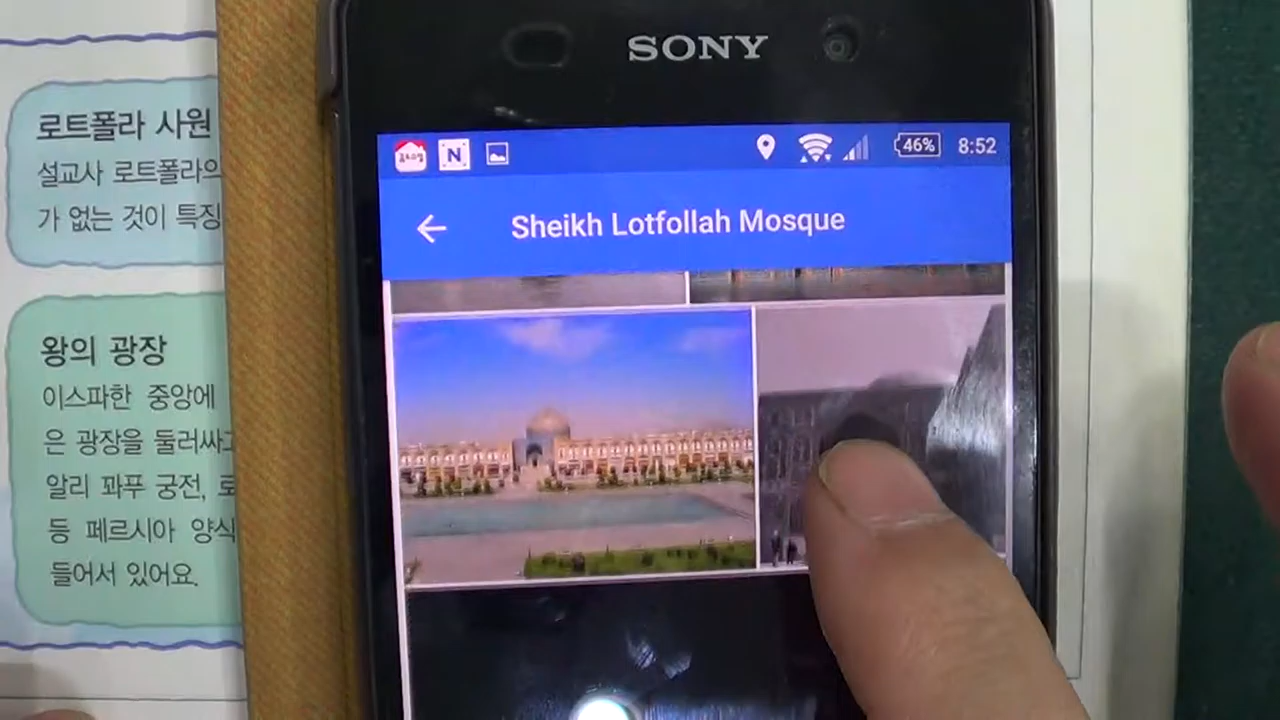 로트폴라 사원
설교사 로트폴라의
가 없는 것이 특징
왕의 광장
이스파한 중앙에
은 광장을 둘러싸고
알리 꽈푸 궁전, 로
등 페르시아 양식
들어서 있어요.
SONY
N
46%
8:52
Sheikh Lotfollah Mosque